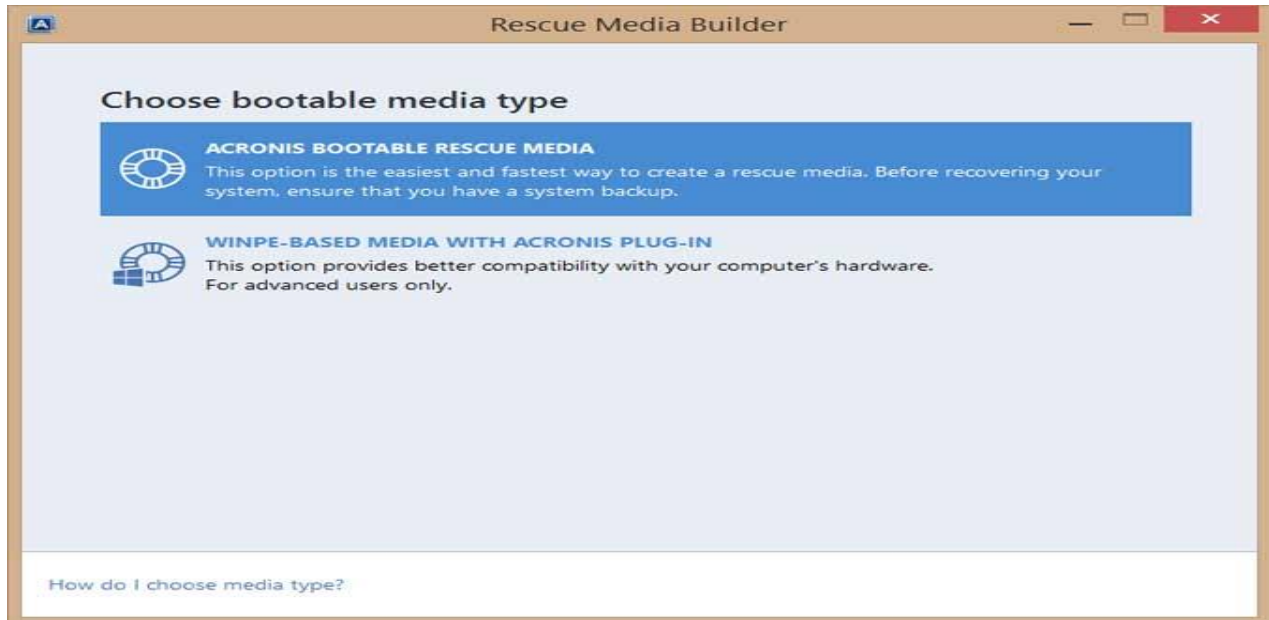 Rescue Media Builder
Choose bootable media type
ACRONIS BOOTABLE RESCUE MEDIA
This option is the easiest and fastest way to create a rescue media. Before recovering your
system, ensure that you have a system backup.
WINPE-BASED MEDIA WITH ACRONIS PLUG-IN
This option provides better compatibility with your computer's hardware.
For advanced users only.
How do I choose media type?